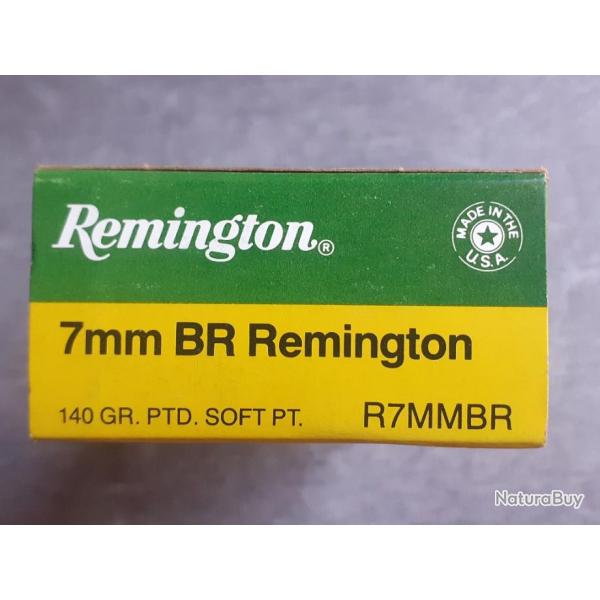 Remington®
MADE IN THE U.S.A.
7mm BR Remington
140 GR. PTD. SOFT PT. R7MMBR
NaturaBuy